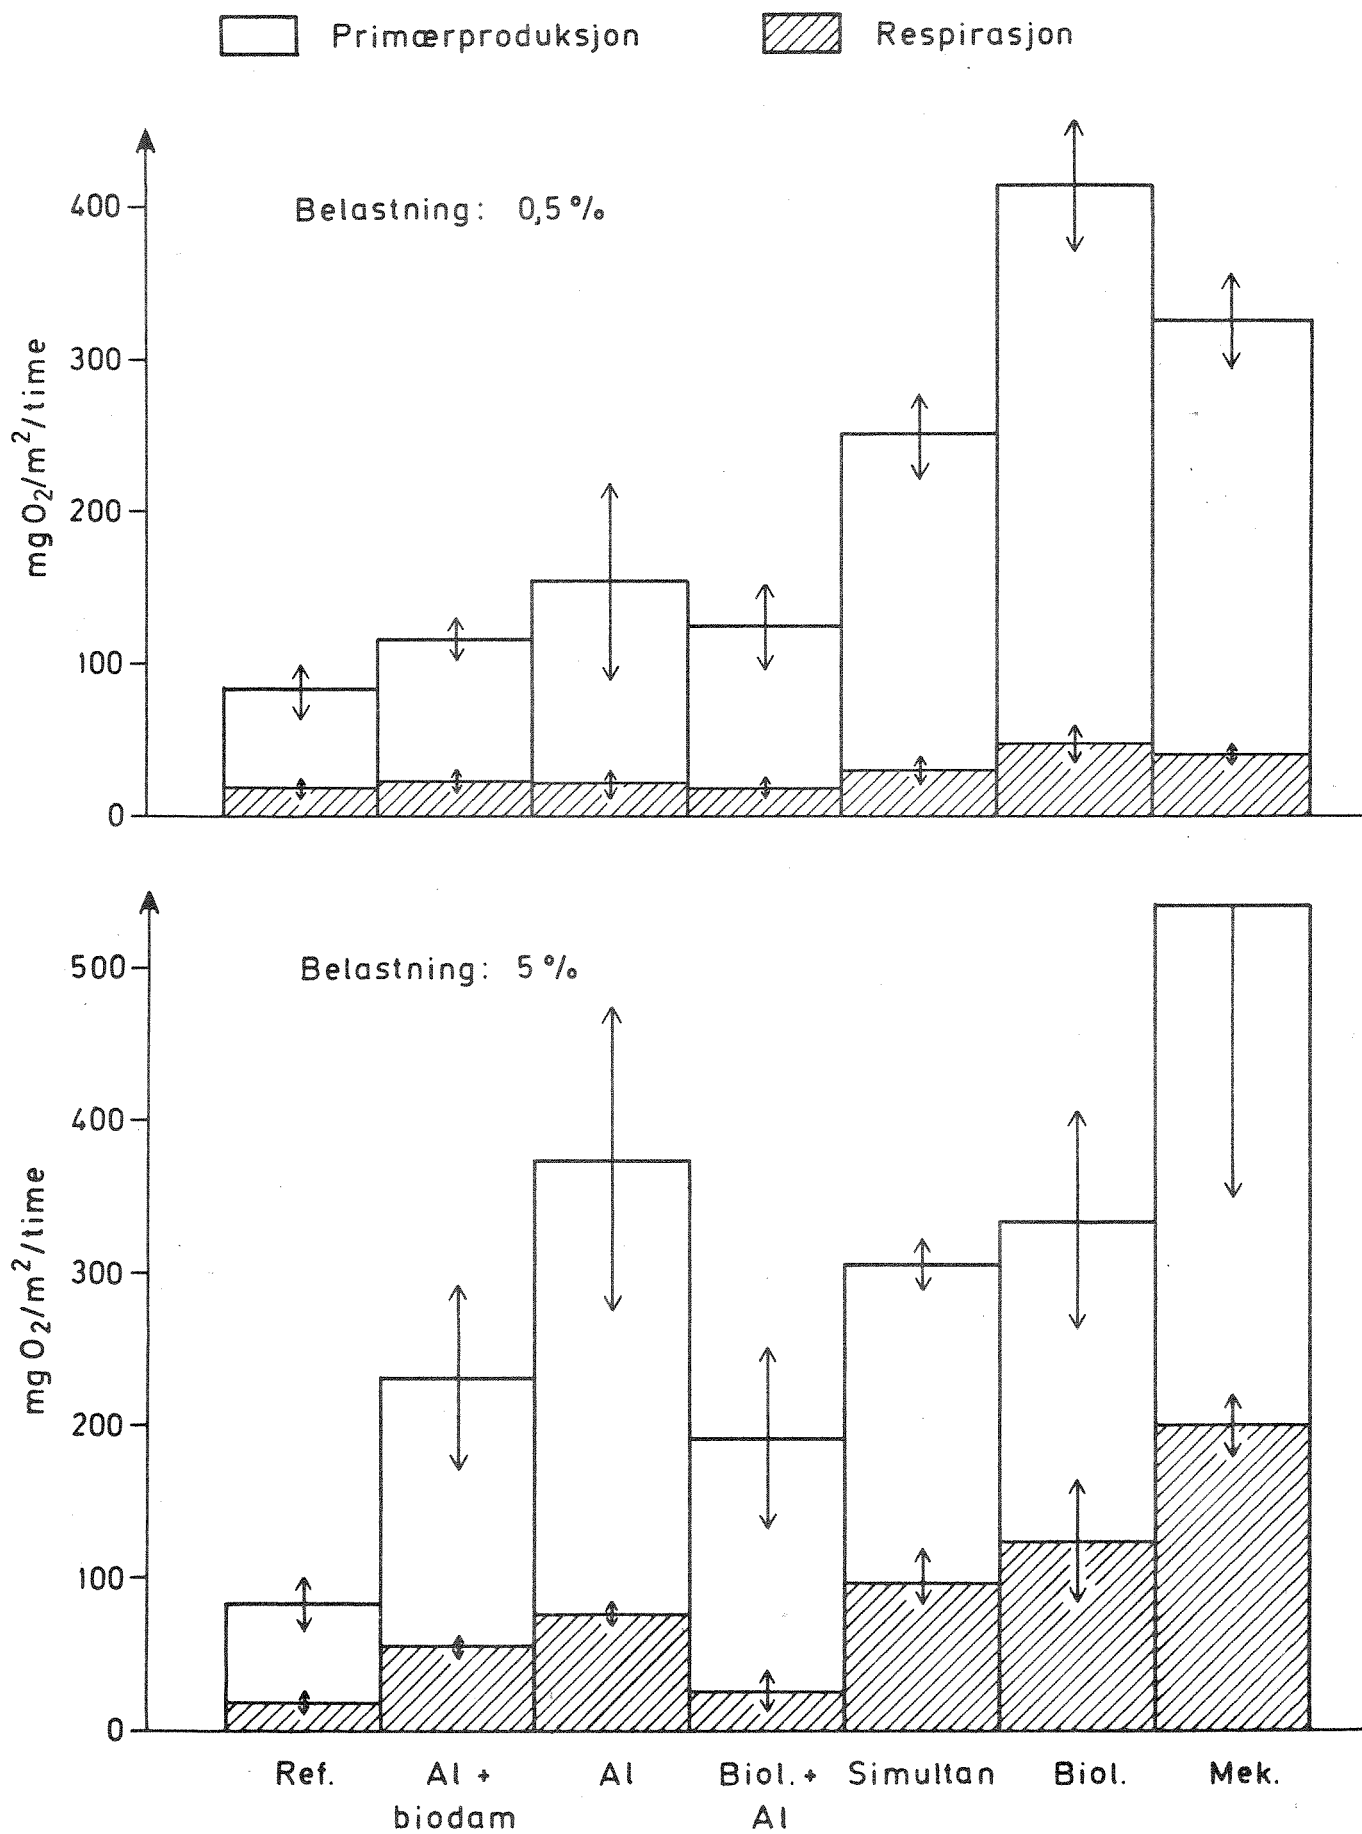 Primærproduksjon
Respirasjon
Belastning: 0,5 %
400
300
200
100
0
mg O₂/m²/time
Belastning: 5 %
500
400
300
200
100
0
mg O₂/m²/time
Ref.
Al +
biodam
Al
Biol. +
Al
Simultan
Biol.
Mek.